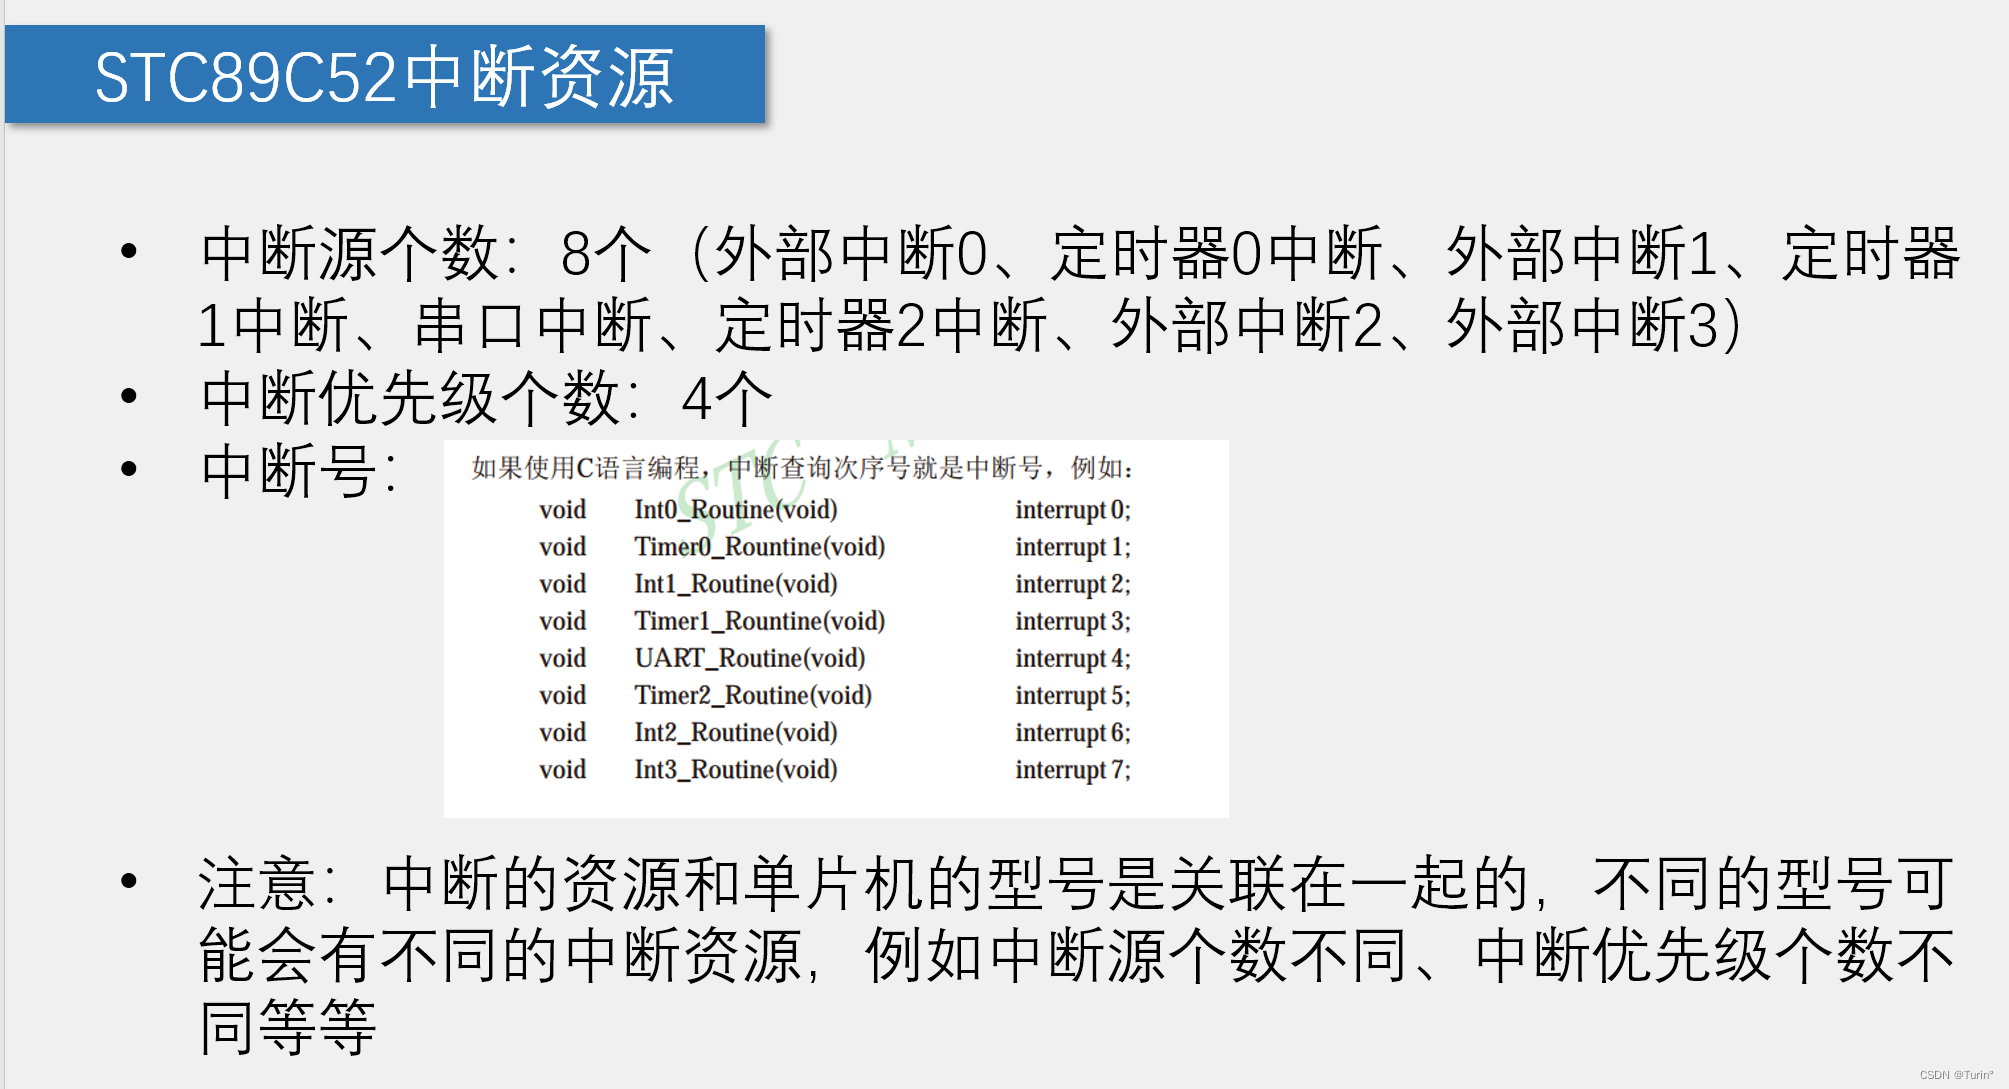 STC89C52中断资源
• 中断源个数：8个（外部中断0、定时器0中断、外部中断1、定时器
1中断、串口中断、定时器2中断、外部中断2、外部中断3）
• 中断优先级个数：4个
• 中断号：
如果使用C语言编程，中断查询次序号就是中断号，例如：
void Int0_Routine(void) interrupt 0;
void Timer0_Rountine(void) interrupt 1;
void Int1_Routine(void) interrupt 2;
void Timer1_Rountine(void) interrupt 3;
void UART_Routine(void) interrupt 4;
void Timer2_Routine(void) interrupt 5;
void Int2_Routine(void) interrupt 6;
void Int3_Routine(void) interrupt 7;
STC
• 注意：中断的资源和单片机的型号是关联在一起的，不同的型号可
能会有不同的中断资源，例如中断源个数不同、中断优先级个数不
同等等
CSDN @Turin°